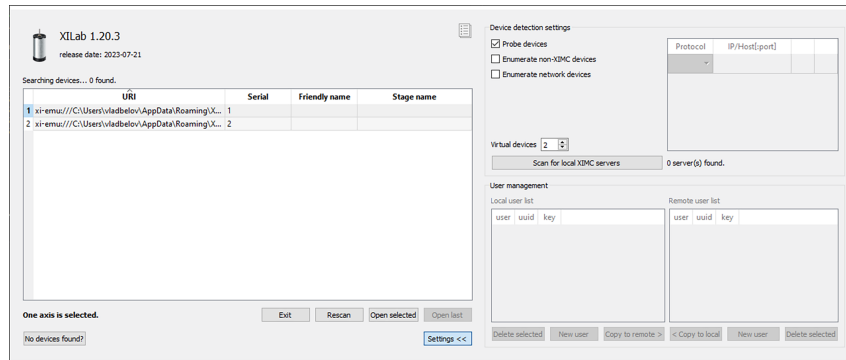 XILab 1.20.3
release date: 2023-07-21
Searching devices... 0 found.
URI Serial Friendly name Stage name
1 xi-emu:///C:\Users\vladbelov\AppData\Roaming\X... 1
2 xi-emu:///C:\Users\vladbelov\AppData\Roaming\X... 2
One axis is selected.
Exit Rescan Open selected Open last
No devices found? Settings <<
Device detection settings
Probe devices
Enumerate non-XIMC devices
Enumerate network devices
Protocol IP/Host[:port]
Virtual devices 2
Scan for local XIMC servers 0 server(s) found.
User management
Local user list Remote user list
user uuid key user uuid key
Delete selected New user Copy to remote > < Copy to local New user Delete selected